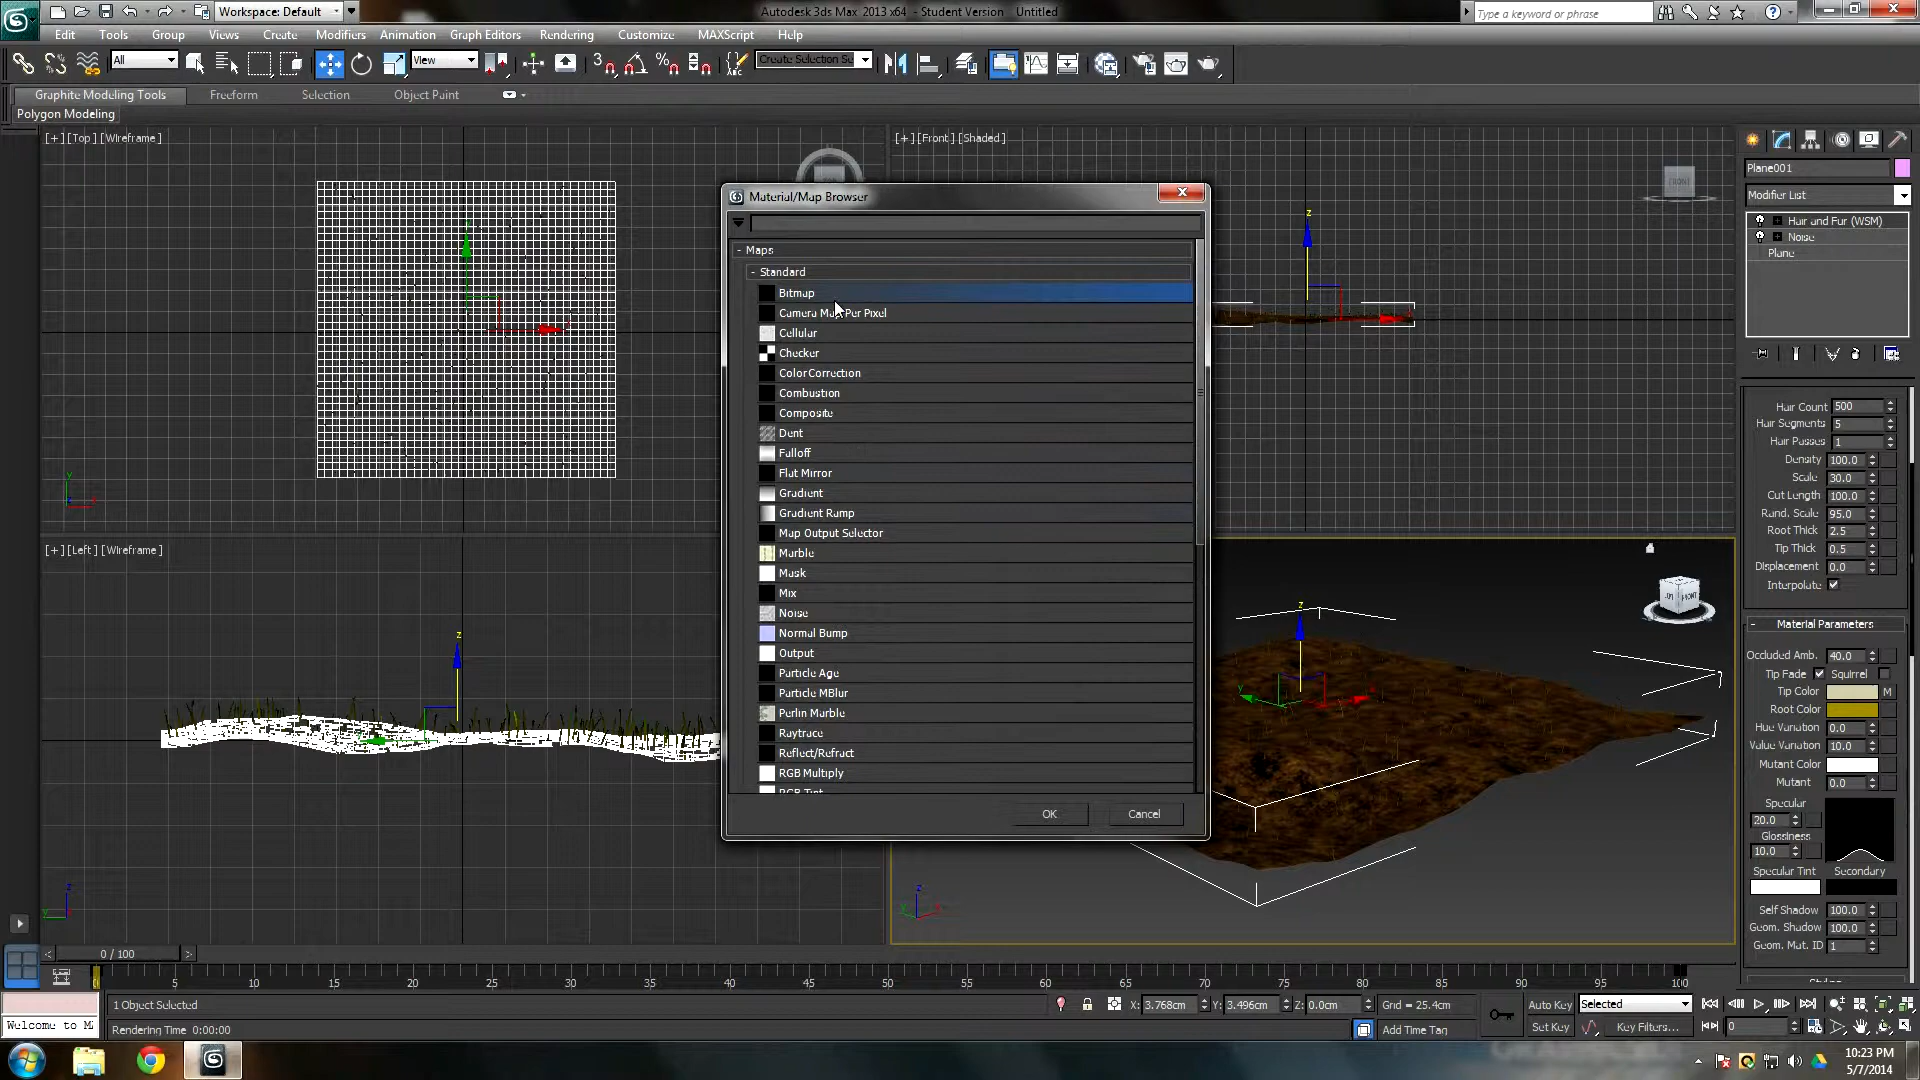 Workspace: Default
Autodesk 3ds Max 2013 x64 - Student Version Untitled
Type a keyword or phrase
Edit Tools Group Views Create Modifiers Animation Graph Editors Rendering Customize MAXScript Help
All
View
3
Create Selection Se
Graphite Modeling Tools Freeform Selection Object Paint
Polygon Modeling
[+] [Top] [Wireframe]
[+] [Front] [Shaded]
FRONT
Plane001
Modifier List
Hair and Fur (WSM)
Noise
Plane
Material/Map Browser
- Maps
- Standard
Bitmap
Camera Map Per Pixel
Cellular
Checker
ColorCorrection
Combustion
Composite
Dent
Falloff
Flat Mirror
Gradient
Gradient Ramp
Map Output Selector
Marble
Mask
Mix
Noise
Normal Bump
Output
Particle Age
Particle MBlur
Perlin Marble
Raytrace
Reflect/Refract
RGB Multiply
RGB Tint
OK Cancel
Hair Count 500
Hair Segments 5
Hair Passes 1
Density 100.0
Scale 30.0
Cut Length 100.0
Rand. Scale 95.0
Root Thick 2.5
Tip Thick 0.5
Displacement 0.0
Interpolate
- Material Parameters
Occluded Amb. 40.0
Tip Fade Squirrel
Tip Color M
Root Color
Hue Variation 0.0
Value Variation 10.0
Mutant Color
Mutant 0.0
Specular
20.0
Glossiness
10.0
Specular Tint Secondary
Self Shadow 100.0
Geom. Shadow 100.0
Geom. Mat. ID 1
[+] [Left] [Wireframe]
z
z
z
y
z
FRONT
< 0 / 100 >
5 10 15 20 25 30 35 40 45 50 55 60 65 70 75 80 85 90 95 100
1 Object Selected
X: 3.768cm Y: 3.496cm Z: 0.0cm Grid = 25.4cm
Auto Key Selected
Welcome to M
Rendering Time 0:00:00
Add Time Tag
Set Key Key Filters...
0
10:23 PM
5/7/2014